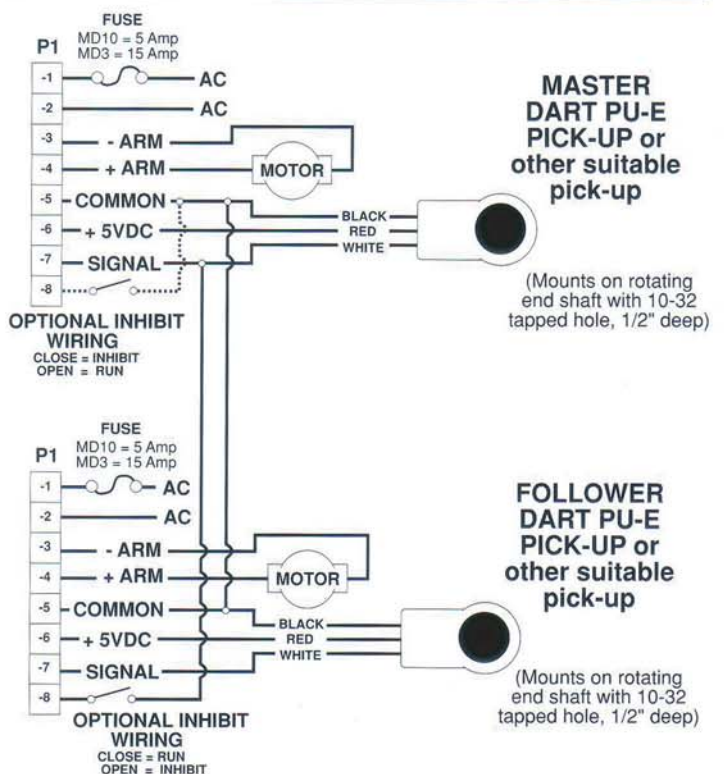 FUSE
MD10 = 5 Amp
MD3 = 15 Amp
P1
-1
AC
-2
AC
-3
- ARM
-4
+ ARM
MOTOR
-5
COMMON
-6
+ 5VDC
-7
SIGNAL
-8
BLACK
RED
WHITE
OPTIONAL INHIBIT
WIRING
CLOSE = INHIBIT
OPEN = RUN
MASTER
DART PU-E
PICK-UP or
other suitable
pick-up
(Mounts on rotating
end shaft with 10-32
tapped hole, 1/2" deep)
FUSE
MD10 = 5 Amp
MD3 = 15 Amp
P1
-1
AC
-2
AC
-3
- ARM
-4
+ ARM
MOTOR
-5
COMMON
-6
+ 5VDC
-7
SIGNAL
-8
BLACK
RED
WHITE
OPTIONAL INHIBIT
WIRING
CLOSE = RUN
OPEN = INHIBIT
FOLLOWER
DART PU-E
PICK-UP or
other suitable
pick-up
(Mounts on rotating
end shaft with 10-32
tapped hole, 1/2" deep)